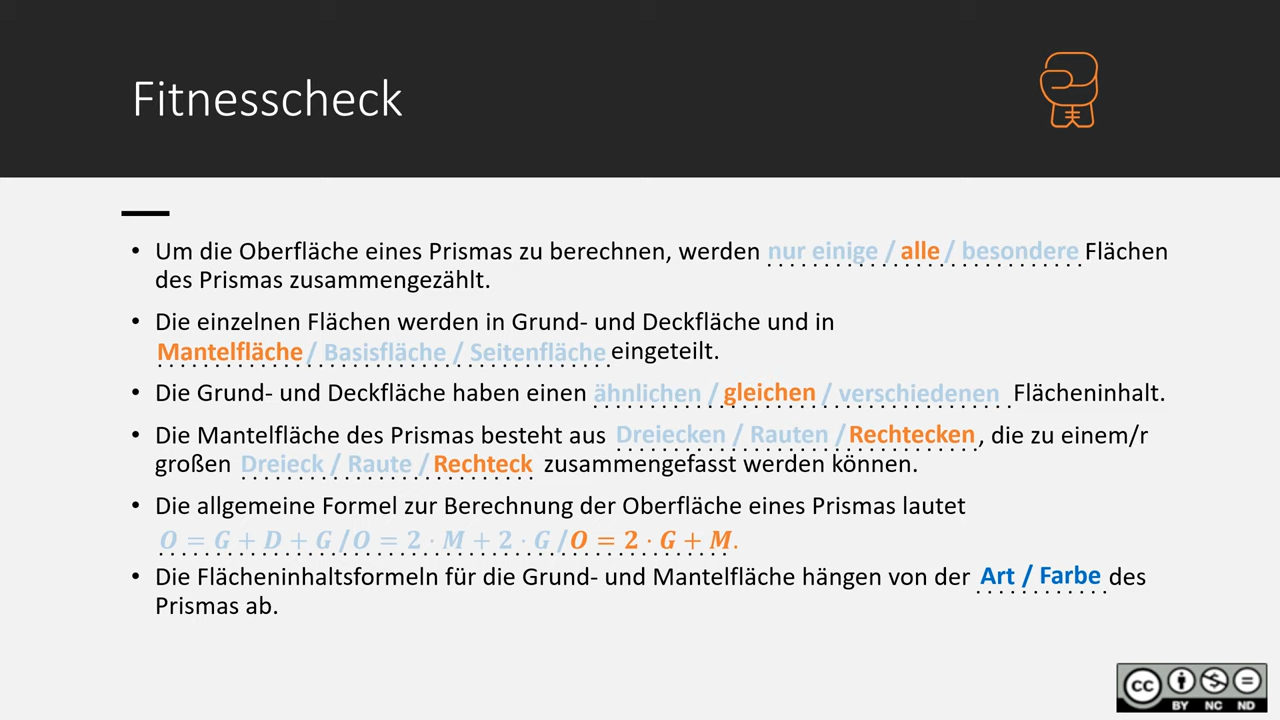 Fitnesscheck
• Um die Oberfläche eines Prismas zu berechnen, werden nur einige / alle / besondere Flächen
des Prismas zusammengezählt.
• Die einzelnen Flächen werden in Grund- und Deckfläche und in
Mantelfläche / Basisfläche / Seitenfläche eingeteilt.
• Die Grund- und Deckfläche haben einen ähnlichen / gleichen / verschiedenen Flächeninhalt.
• Die Mantelfläche des Prismas besteht aus Dreiecken / Rauten / Rechtecken, die zu einem/r
großen Dreieck / Raute / Rechteck zusammengefasst werden können.
• Die allgemeine Formel zur Berechnung der Oberfläche eines Prismas lautet
O = G + D + G / O = 2 · M + 2 · G / O = 2 · G + M.
• Die Flächeninhaltsformeln für die Grund- und Mantelfläche hängen von der Art / Farbe des
Prismas ab.
CC BY NC ND